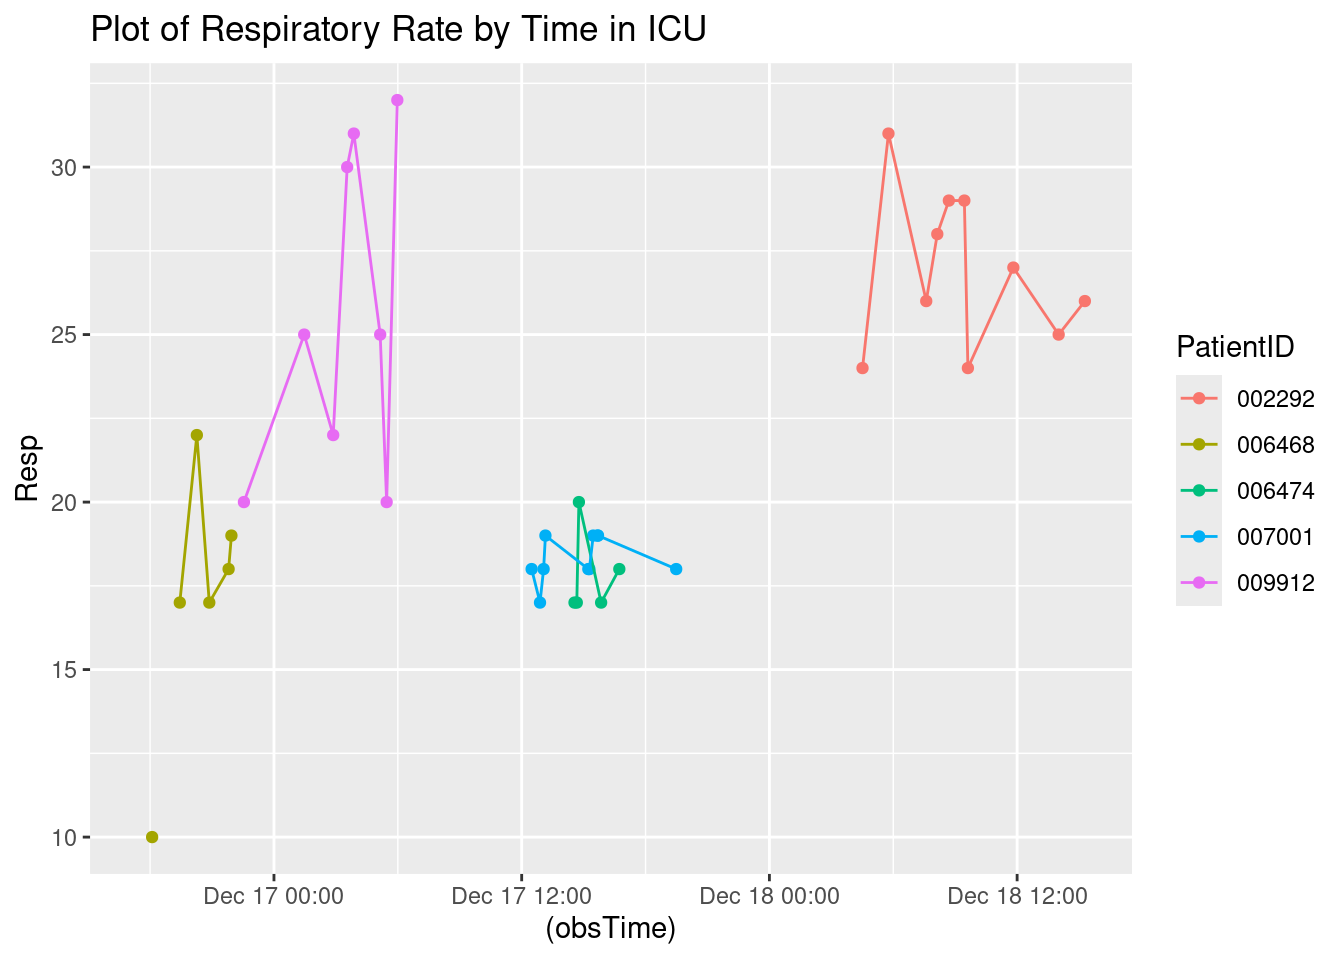 Plot of Respiratory Rate by Time in ICU
Resp
30
25
20
15
10
Dec 17 00:00
Dec 17 12:00
Dec 18 00:00
Dec 18 12:00
(obsTime)
PatientID
002292
006468
006474
007001
009912